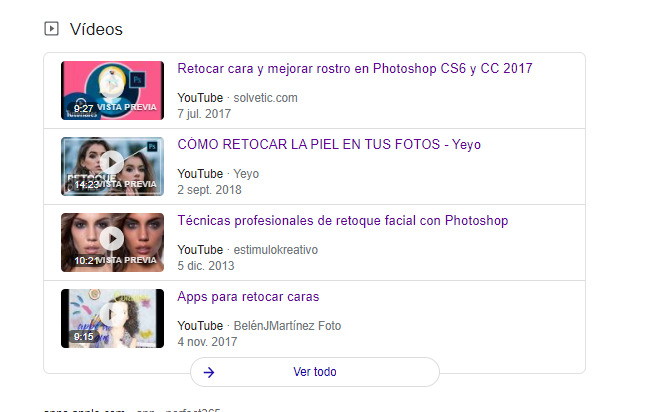 Vídeos
Retocar cara y mejorar rostro en Photoshop CS6 y CC 2017
9:27 VISTA PREVIA
YouTube · solvetic.com
7 jul. 2017
CÓMO RETOCAR LA PIEL EN TUS FOTOS - Yeyo
14:23 VISTA PREVIA
YouTube · Yeyo
2 sept. 2018
Técnicas profesionales de retoque facial con Photoshop
10:21 VISTA PREVIA
YouTube · estimulokreativo
5 dic. 2013
Apps para retocar caras
9:15
YouTube · BelénJMartínez Foto
4 nov. 2017
Ver todo